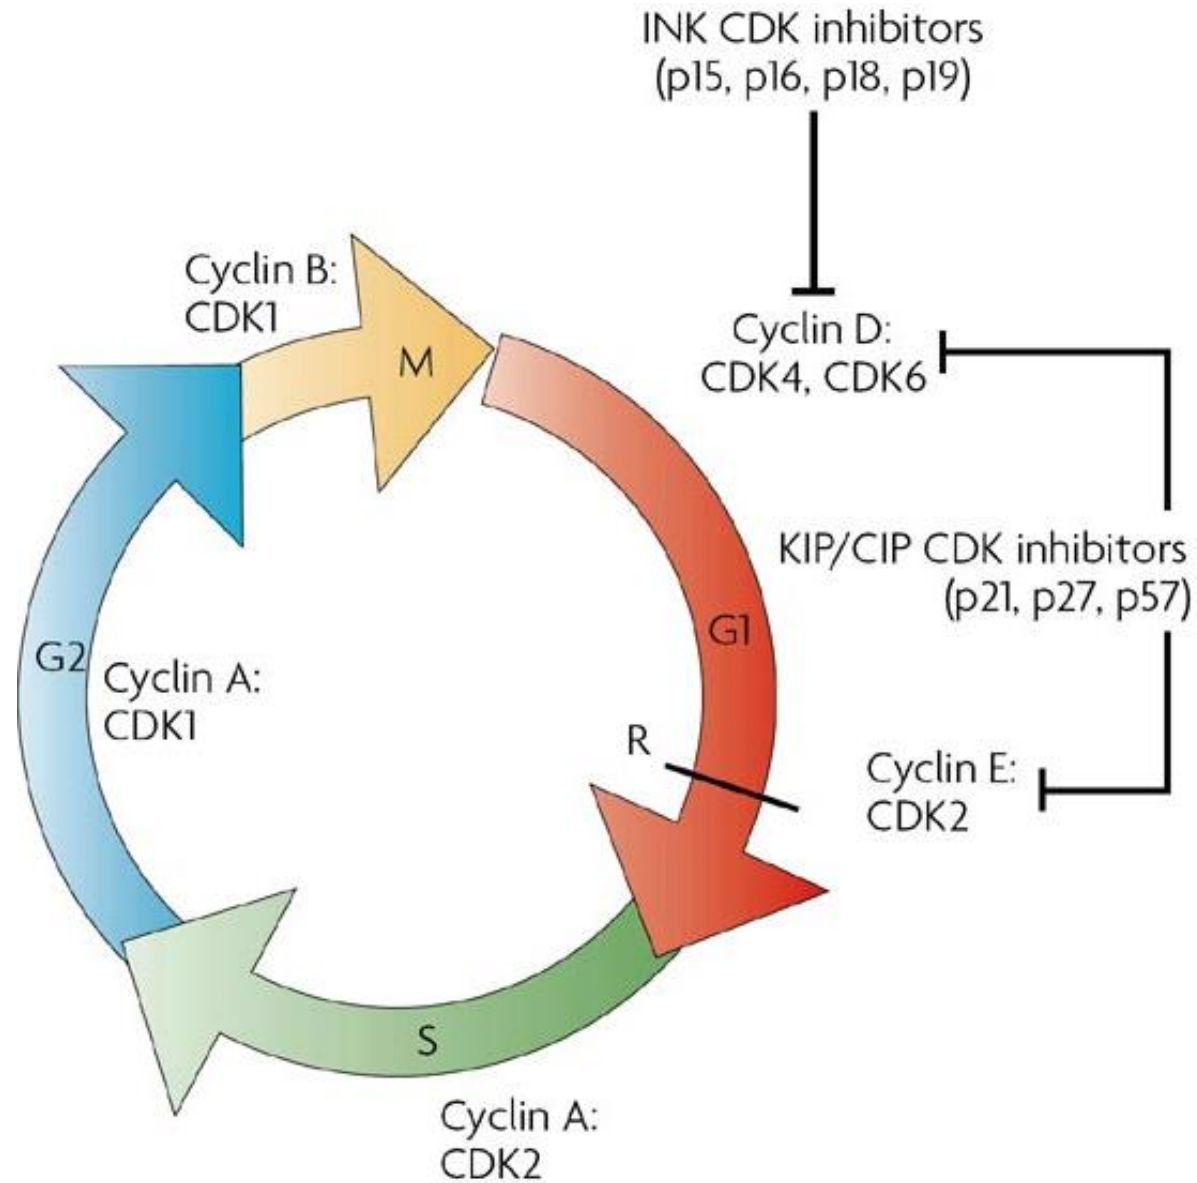 INK CDK inhibitors
(p15, p16, p18, p19)
Cyclin B:
CDK1
M
Cyclin D:
CDK4, CDK6
KIP/CIP CDK inhibitors
(p21, p27, p57)
G1
G2
Cyclin A:
CDK1
R
Cyclin E:
CDK2
S
Cyclin A:
CDK2